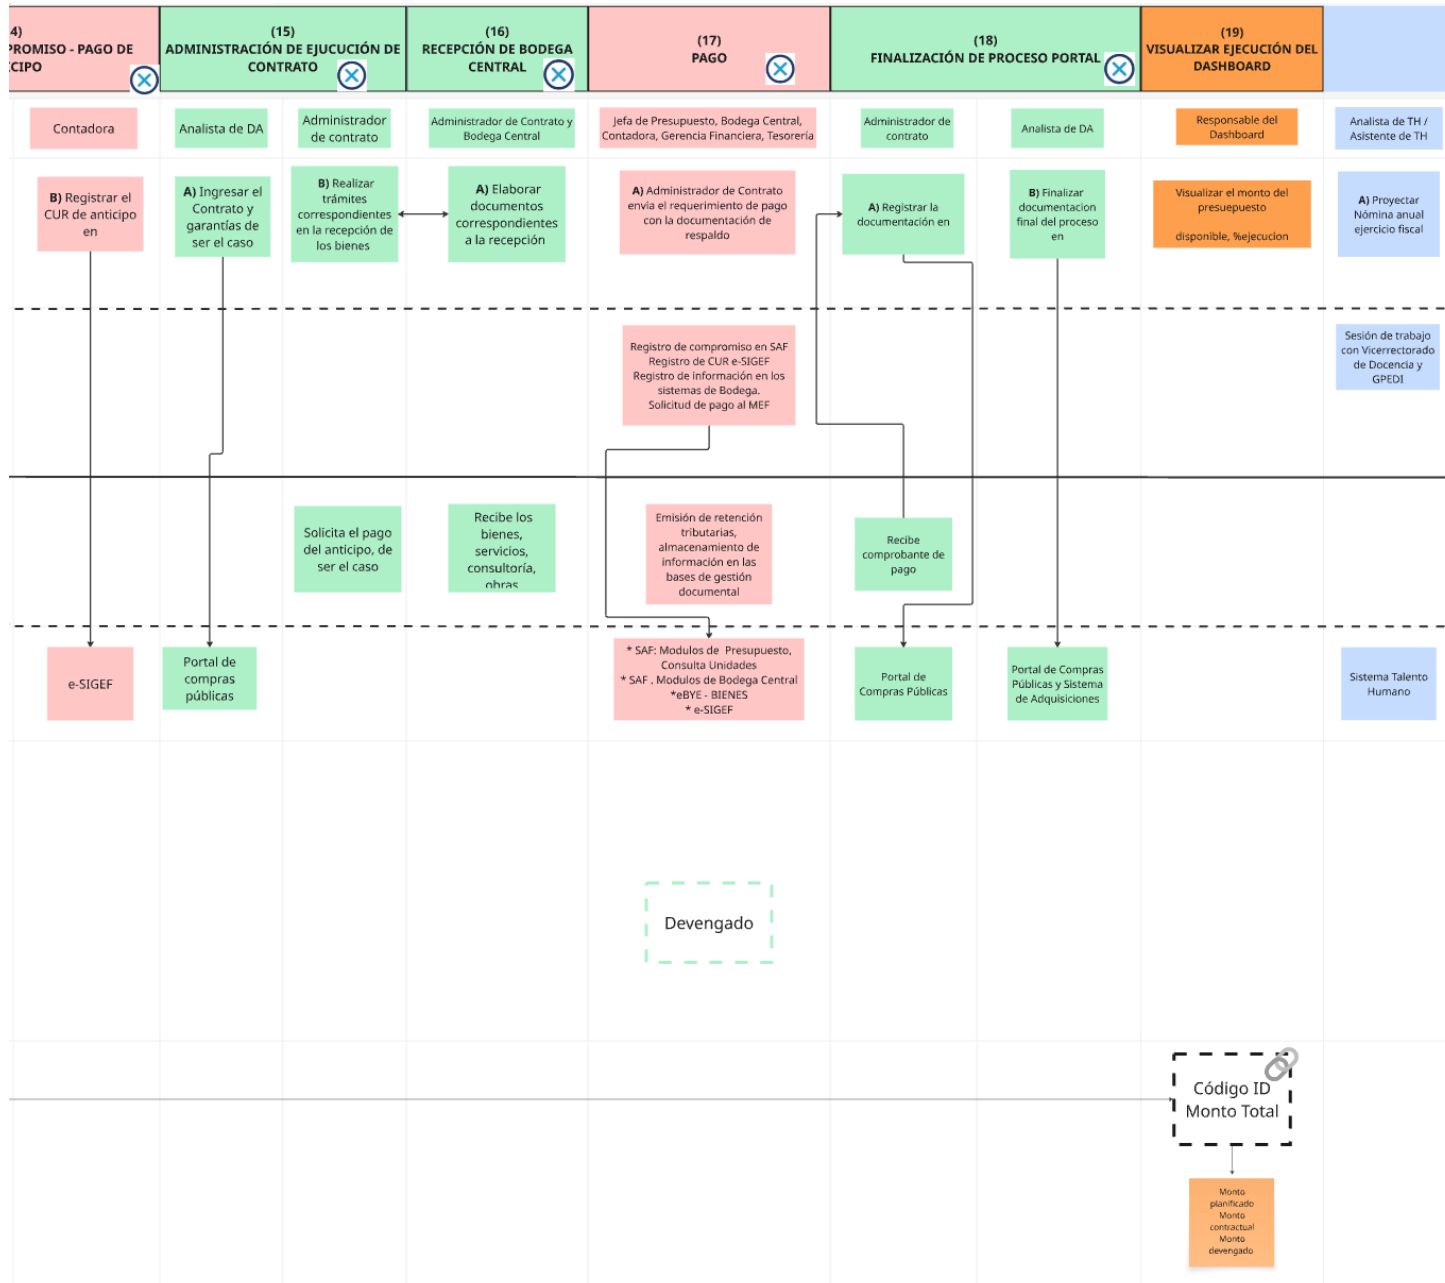 4)
PROMISO - PAGO DE
CIPO
(15)
ADMINISTRACIÓN DE EJUCUCIÓN DE
CONTRATO
(16)
RECEPCIÓN DE BODEGA
CENTRAL
(17)
PAGO
(18)
FINALIZACIÓN DE PROCESO PORTAL
(19)
VISUALIZAR EJECUCIÓN DEL
DASHBOARD
Contadora
Analista de DA
Administrador
de contrato
Administrador de Contrato y
Bodega Central
Jefa de Presupuesto, Bodega Central,
Contadora, Gerencia Financiera, Tesorería
Administrador de
contrato
Analista de DA
Responsable del
Dashboard
Analista de TH /
Asistente de TH
B) Registrar el
CUR de anticipo
en
A) Ingresar el
Contrato y
garantías de
ser el caso
B) Realizar
trámites
correspondientes
en la recepción de
los bienes
A) Elaborar
documentos
correspondientes
a la recepción
A) Administrador de Contrato
envia el requerimiento de pago
con la documentación de
respaldo
A) Registrar la
documentación en
B) Finalizar
documentacion
final del proceso
en
Visualizar el monto del
presuepuesto
disponible, %ejecucion
A) Proyectar
Nómina anual
ejercicio fiscal
Registro de compromiso en SAF
Registro de CUR e-SIGEF
Registro de información en los
sistemas de Bodega.
Solicitud de pago al MEF
Sesión de trabajo
con Vicerrectorado
de Docencia y
GPEDI
Solicita el pago
del anticipo, de
ser el caso
Recibe los
bienes,
servicios,
consultoría,
obras
Emisión de retención
tributarias,
almacenamiento de
información en las
bases de gestión
documental
Recibe
comprobante de
pago
e-SIGEF
Portal de
compras
públicas
* SAF: Modulos de Presupuesto,
Consulta Unidades
* SAF . Modulos de Bodega Central
*eBYE - BIENES
* e-SIGEF
Portal de
Compras Públicas
Portal de Compras
Públicas y Sistema
de Adquisiciones
Sistema Talento
Humano
Devengado
Código ID
Monto Total
Monto
planificado
Monto
contractual
Monto
devengado